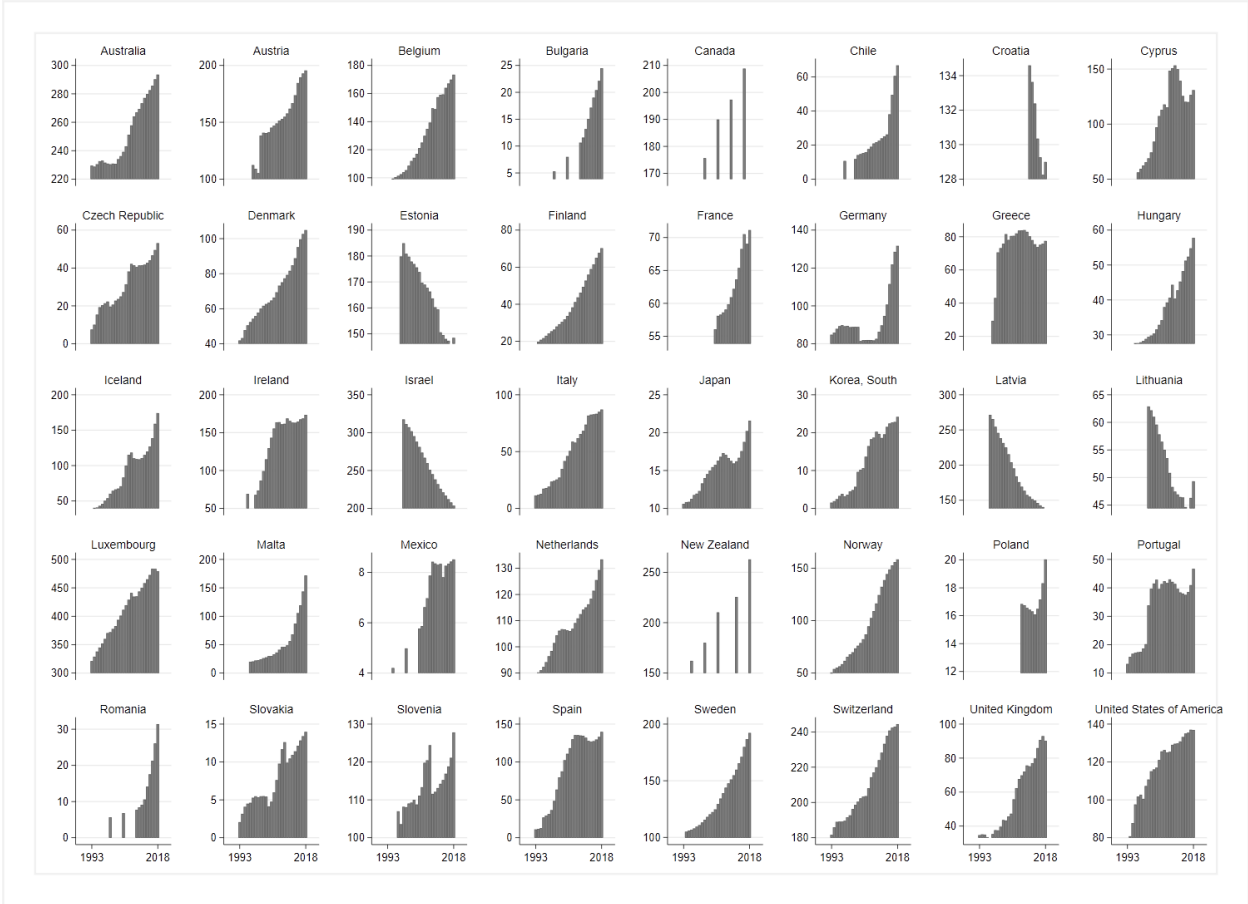 Australia Austria Belgium Bulgaria Canada Chile Croatia Cyprus
300 200 180 25 210 60 134 150
280 160 20 200 132
260 150 140 15 190 40 130 100
240 120 10 180 20
220 100 100 5 170 0 128 50
Czech Republic Denmark Estonia Finland France Germany Greece Hungary
60 100 190 80 70 140 80 60
40 80 180 60 65 120 60 50
20 60 170 40 60 100 40 40
0 40 160 20 55 80 20 30
150
Iceland Ireland Israel Italy Japan Korea, South Latvia Lithuania
200 200 350 100 25 30 300 65
150 150 300 50 20 20 250 60
100 100 250 0 15 10 200 55
50 50 200 10 0 150 50
45
Luxembourg Malta Mexico Netherlands New Zealand Norway Poland Portugal
500 200 8 130 250 150 20 50
450 150 6 120 200 100 18 40
400 100 4 110 150 50 16 30
350 50 100 14 20
300 0 90 12 10
Romania Slovakia Slovenia Spain Sweden Switzerland United Kingdom United States of America
30 15 130 150 200 240 100 140
20 10 120 100 150 220 80 120
10 5 110 50 100 200 60 100
0 0 100 0 180 40 80
1993 2018 1993 2018 1993 2018 1993 2018 1993 2018 1993 2018 1993 2018 1993 2018